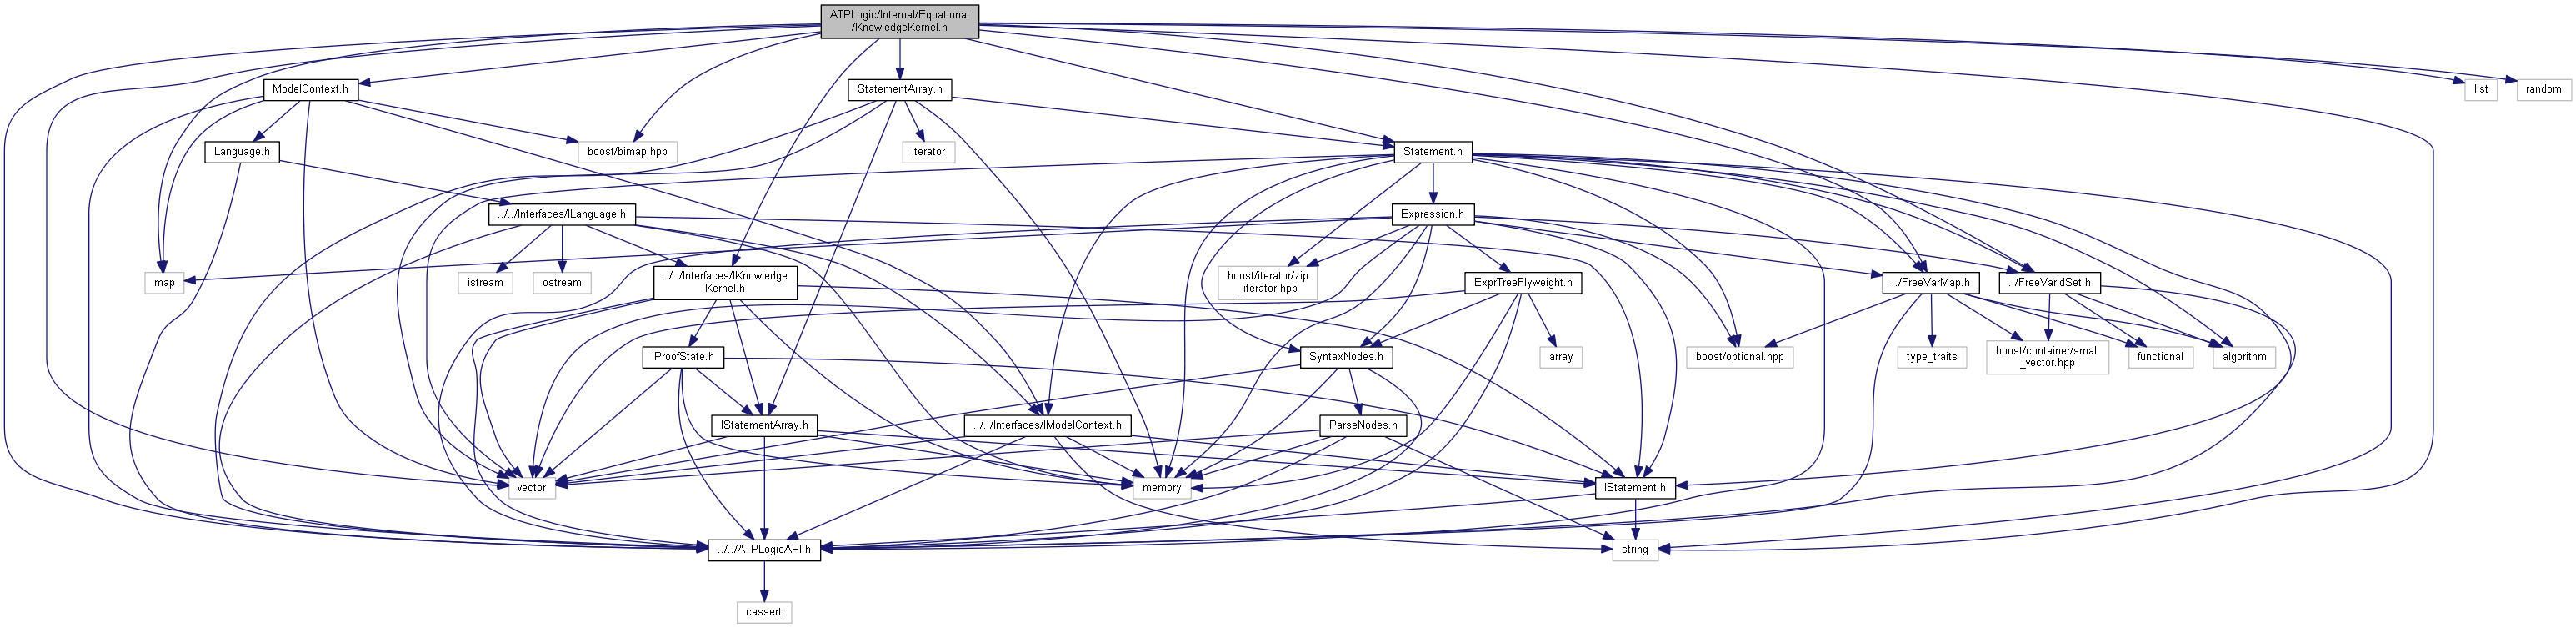 ATPLogic/Internal/Equational
/KnowledgeKernel.h
ModelContext.h
StatementArray.h
list
random
Language.h
boost/bimap.hpp
iterator
Statement.h
../../Interfaces/ILanguage.h
Expression.h
map
istream
ostream
../../Interfaces/IKnowledge
Kernel.h
boost/iterator/zip
_iterator.hpp
ExprTreeFlyweight.h
../FreeVarMap.h
../FreeVarIdSet.h
IProofState.h
SyntaxNodes.h
array
boost/optional.hpp
type_traits
boost/container/small
_vector.hpp
functional
algorithm
IStatementArray.h
../../Interfaces/IModelContext.h
ParseNodes.h
vector
memory
IStatement.h
../../ATPLogicAPI.h
string
cassert